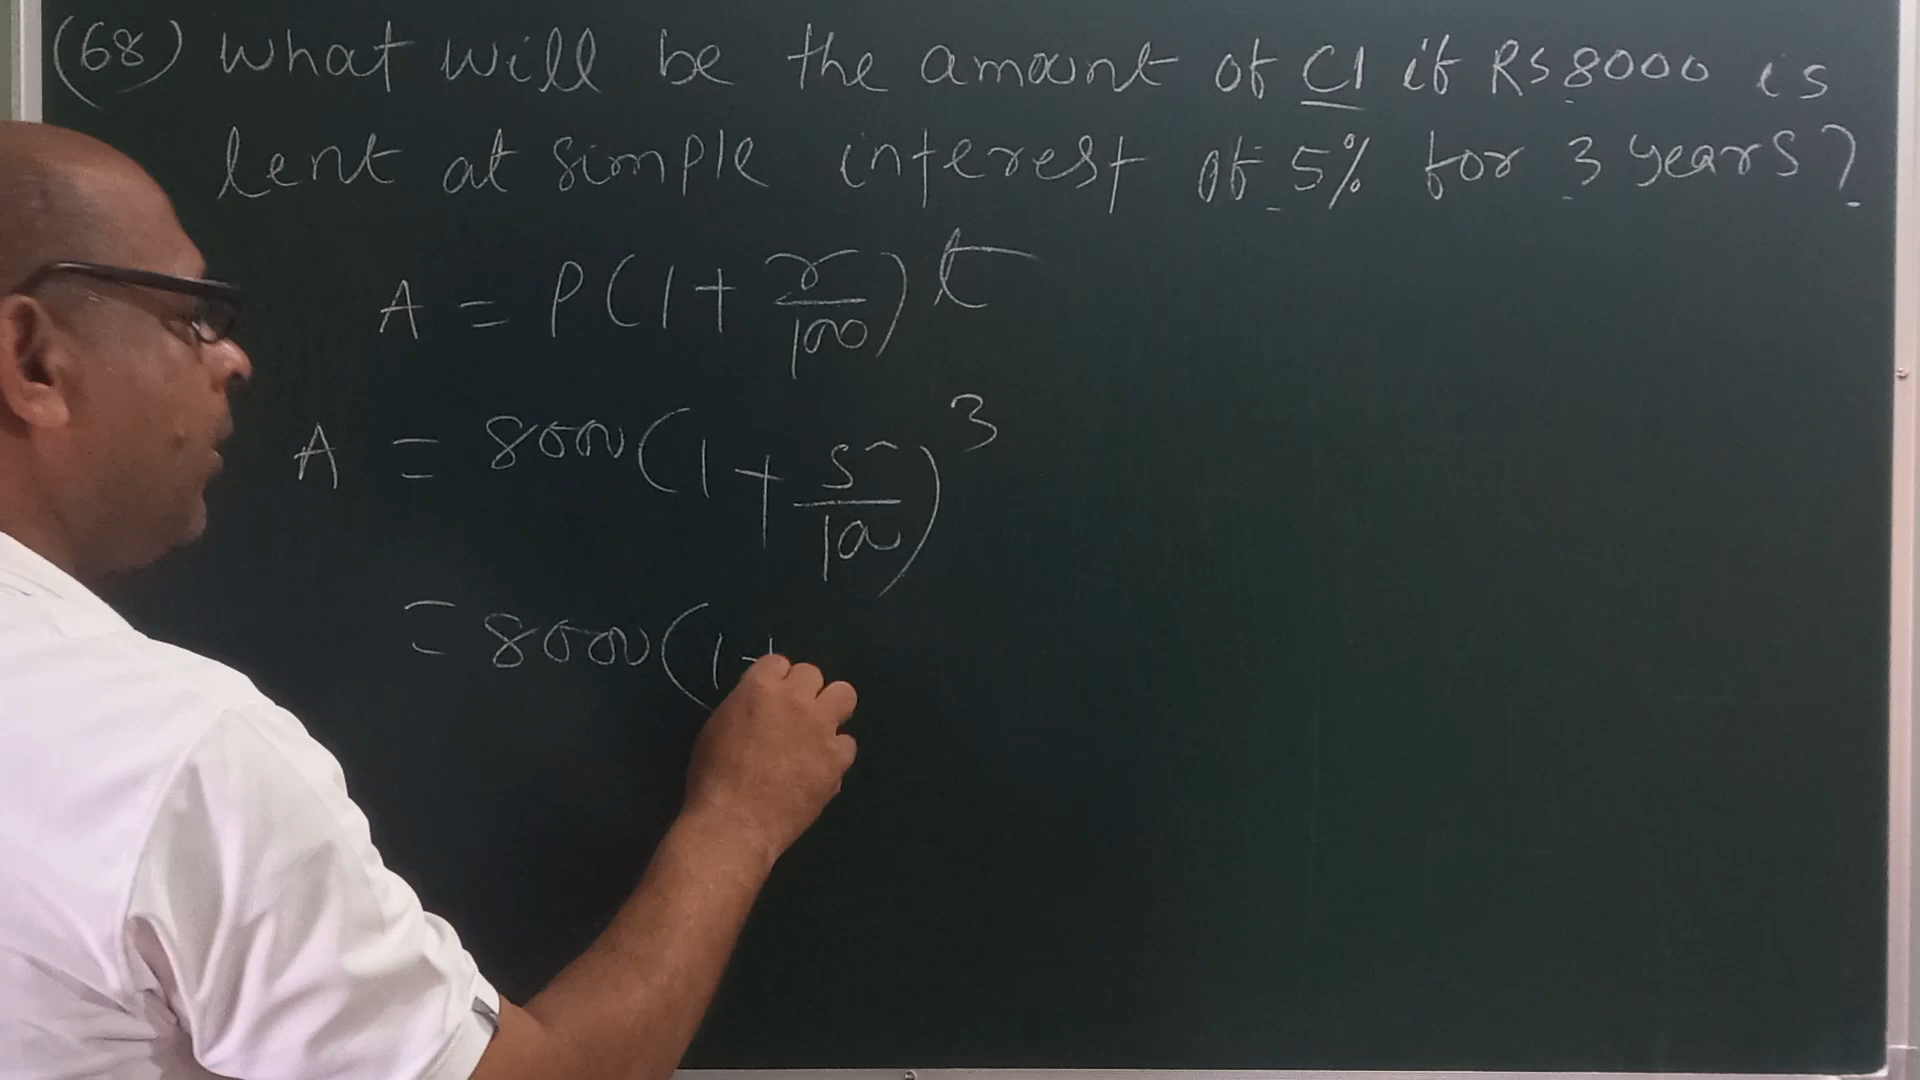 (68) What will be the amount of CI if RS 8000 is
lent at simple interest of 5% for 3 years?
A = P(1 + r/100)t
A = 8000(1 + 5/100)3
= 8000(1+